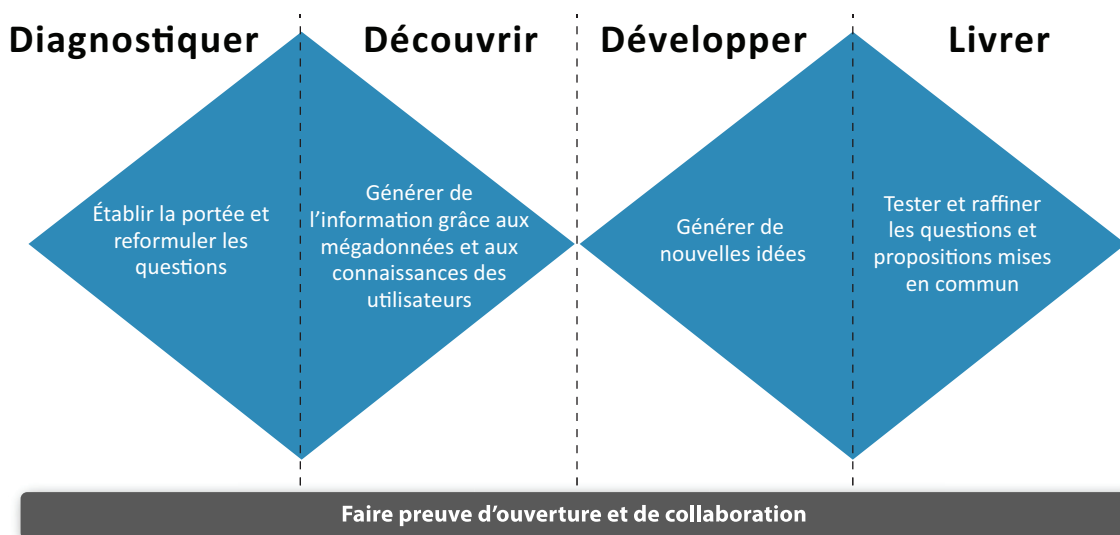 Diagnostiquer
Découvrir
Développer
Livrer
Établir la portée et
reformuler les
questions
Générer de
l'information grâce aux
mégadonnées et aux
connaissances des
utilisateurs
Générer de
nouvelles idées
Tester et raffiner
les questions et
propositions mises
en commun
Faire preuve d'ouverture et de collaboration